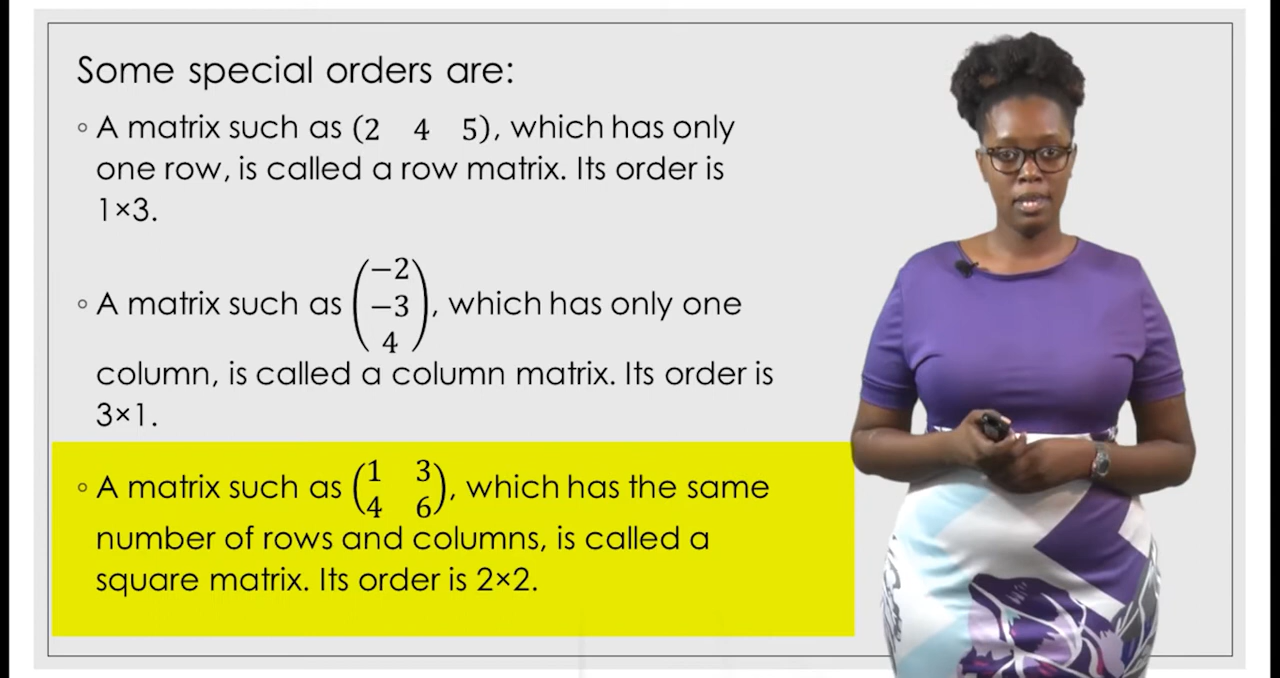 Some special orders are:
◦ A matrix such as (2 4 5), which has only
one row, is called a row matrix. Its order is
1×3.
◦ A matrix such as (−2 −3 4), which has only one
column, is called a column matrix. Its order is
3×1.
◦ A matrix such as (1 3 4 6), which has the same
number of rows and columns, is called a
square matrix. Its order is 2×2.